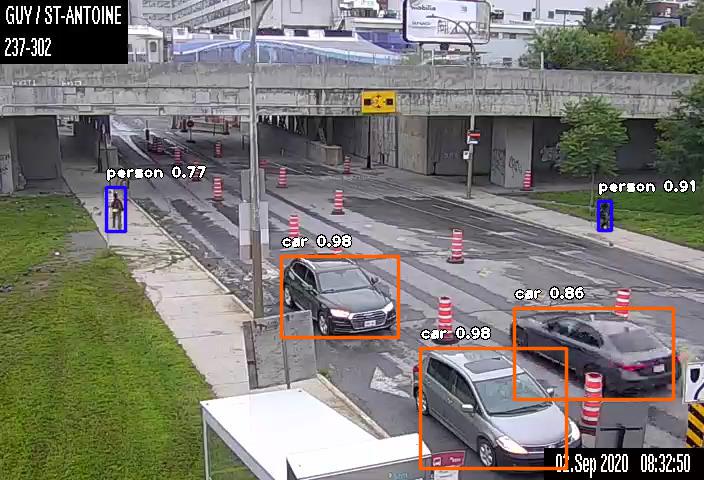 GUY / ST-ANTOINE
237-302
person 0.77
person 0.91
car 0.98
car 0.86
car 0.98
02.Sep 2020 08:32:50